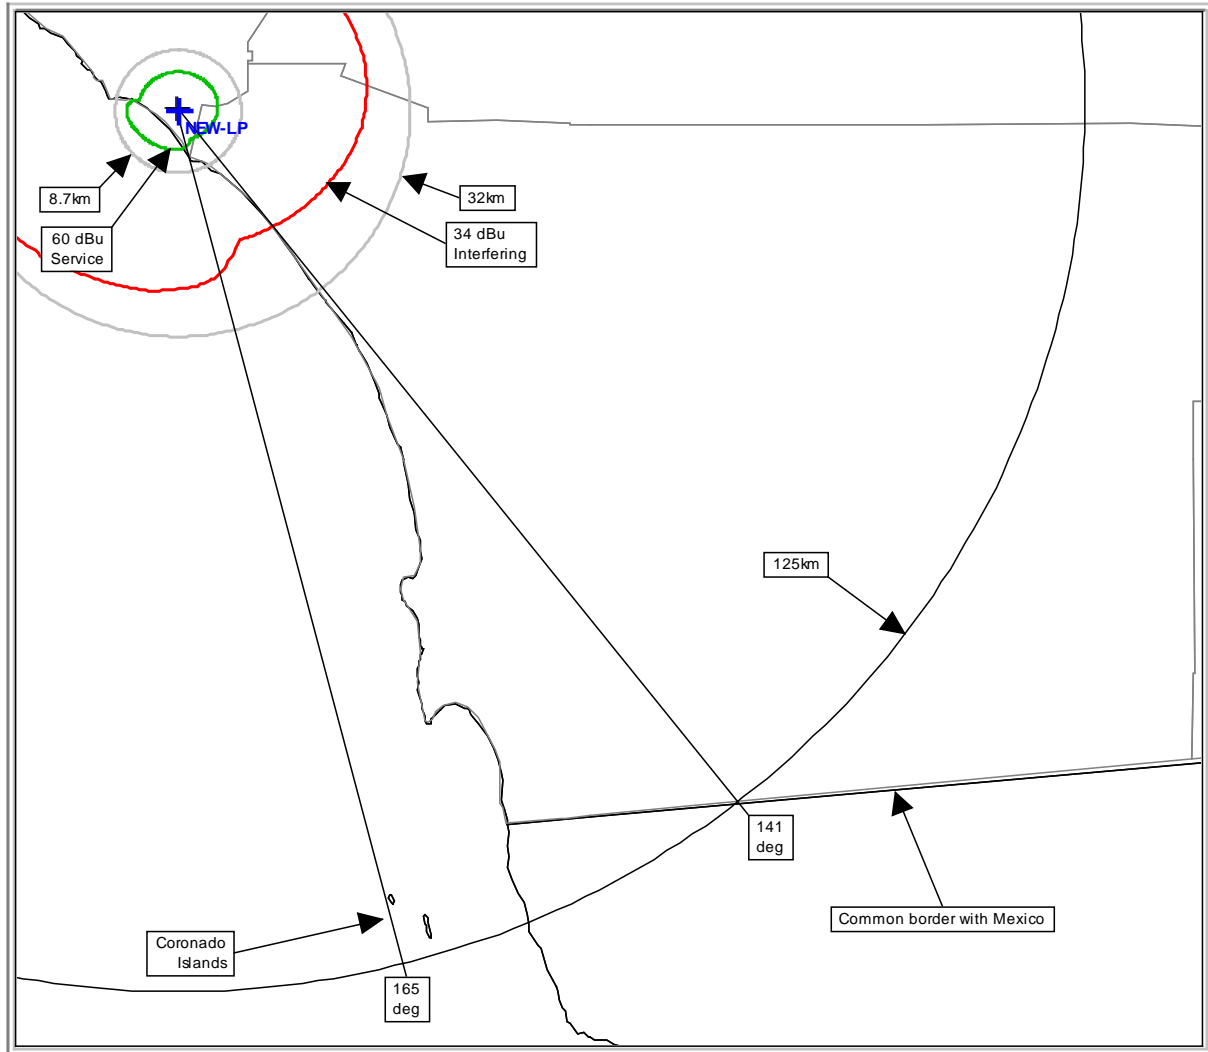 NEW-LP
8.7km
32km
60 dBu
Service
34 dBu
Interfering
125km
141
deg
Common border with Mexico
Coronado
Islands
165
deg